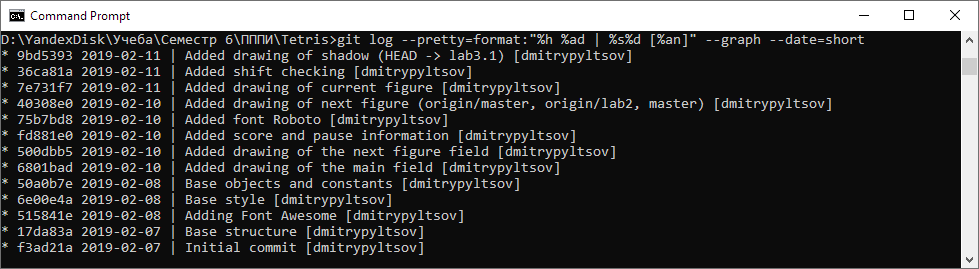 Command Prompt
D:\YandexDisk\Учеба\Семестр 6\ПППИ\Tetris>git log --pretty=format:"%h %ad | %s%d [%an]" --graph --date=short
* 9bd5393 2019-02-11 | Added drawing of shadow (HEAD -> lab3.1) [dmitrypyltsov]
* 36ca81a 2019-02-11 | Added shift checking [dmitrypyltsov]
* 7e731f7 2019-02-11 | Added drawing of current figure [dmitrypyltsov]
* 40308e0 2019-02-10 | Added drawing of next figure (origin/master, origin/lab2, master) [dmitrypyltsov]
* 75b7bd8 2019-02-10 | Added font Roboto [dmitrypyltsov]
* fd881e0 2019-02-10 | Added score and pause information [dmitrypyltsov]
* 500dbb5 2019-02-10 | Added drawing of the next figure field [dmitrypyltsov]
* 6801bad 2019-02-10 | Added drawing of the main field [dmitrypyltsov]
* 50a0b7e 2019-02-08 | Base objects and constants [dmitrypyltsov]
* 6e00e4a 2019-02-08 | Base style [dmitrypyltsov]
* 515841e 2019-02-08 | Adding Font Awesome [dmitrypyltsov]
* 17da83a 2019-02-07 | Base structure [dmitrypyltsov]
* f3ad21a 2019-02-07 | Initial commit [dmitrypyltsov]